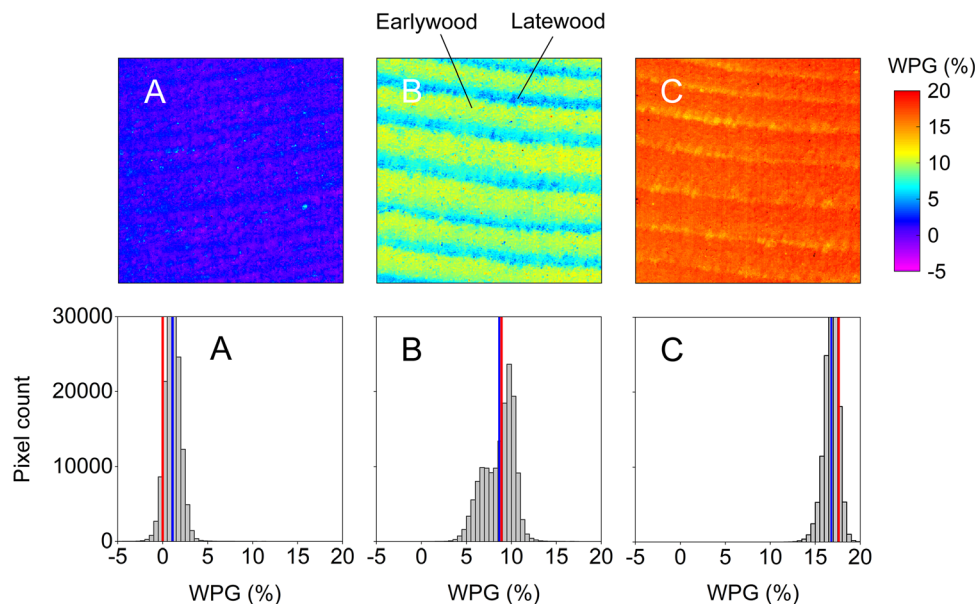 Earlywood Latewood
A B C
WPG (%)
20
15
10
5
0
-5
Pixel count
30000
20000
10000
0
A B C
-5 0 5 10 15 20 -5 0 5 10 15 20 -5 0 5 10 15 20
WPG (%) WPG (%) WPG (%)